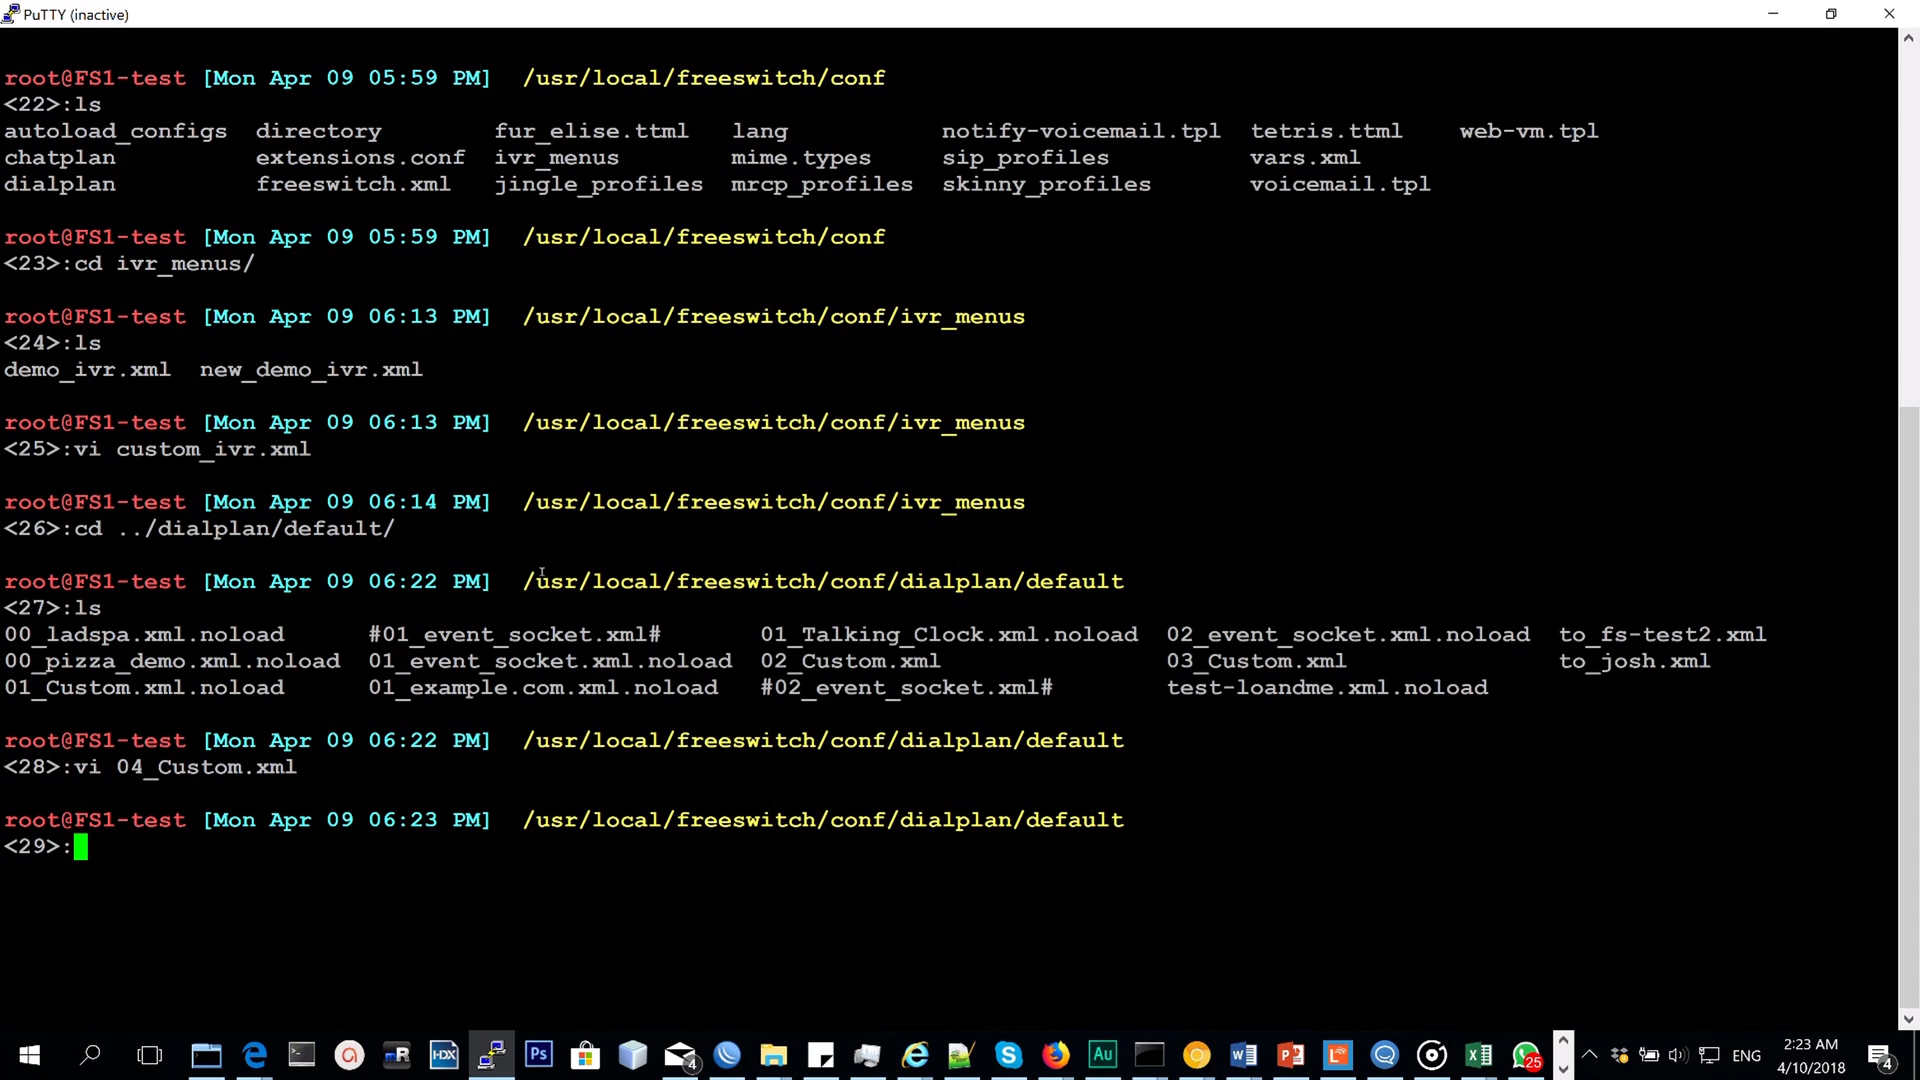 PuTTY (inactive)
root@FS1-test [Mon Apr 09 05:59 PM]  /usr/local/freeswitch/conf
<22>:ls
autoload_configs  directory  fur_elise.ttml  lang  notify-voicemail.tpl  tetris.ttml  web-vm.tpl
chatplan  extensions.conf  ivr_menus  mime.types  sip_profiles  vars.xml
dialplan  freeswitch.xml  jingle_profiles  mrcp_profiles  skinny_profiles  voicemail.tpl
root@FS1-test [Mon Apr 09 05:59 PM]  /usr/local/freeswitch/conf
<23>:cd ivr_menus/
root@FS1-test [Mon Apr 09 06:13 PM]  /usr/local/freeswitch/conf/ivr_menus
<24>:ls
demo_ivr.xml  new_demo_ivr.xml
root@FS1-test [Mon Apr 09 06:13 PM]  /usr/local/freeswitch/conf/ivr_menus
<25>:vi custom_ivr.xml
root@FS1-test [Mon Apr 09 06:14 PM]  /usr/local/freeswitch/conf/ivr_menus
<26>:cd ../dialplan/default/
root@FS1-test [Mon Apr 09 06:22 PM]  /usr/local/freeswitch/conf/dialplan/default
<27>:ls
00_ladspa.xml.noload  #01_event_socket.xml#  01_Talking_Clock.xml.noload  02_event_socket.xml.noload  to_fs-test2.xml
00_pizza_demo.xml.noload  01_event_socket.xml.noload  02_Custom.xml  03_Custom.xml  to_josh.xml
01_Custom.xml.noload  01_example.com.xml.noload  #02_event_socket.xml#  test-loandme.xml.noload
root@FS1-test [Mon Apr 09 06:22 PM]  /usr/local/freeswitch/conf/dialplan/default
<28>:vi 04_Custom.xml
root@FS1-test [Mon Apr 09 06:23 PM]  /usr/local/freeswitch/conf/dialplan/default
<29>:
mR HDX Ps 4 Au 25 ENG 2:23 AM 4
4/10/2018